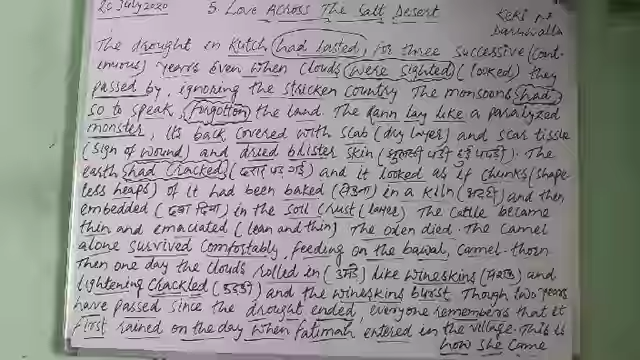 20 July 2020 5. Love Across The Salt Desert Keki N.
Daruwalla
The drought in Kutch had lasted, for three successive (cont-
inuous) years even when clouds were sighted (looked) they
passed by, ignoring the stricken country The monsoons had
so to speak, forgotten the land. The Rann lay like a paralyzed
monster, its back covered with scab (dry layer) and scar tissue
(sign of wound) and dried blister skin The
earth had cracked and it looked as if chunks (shape-
less heaps) of it had been baked (सेकना) in a kiln (भट्टी) and then
embedded (दबा दिया) in the soil crust (layer) The cattle became
thin and emaciated (lean and thin) The oxen died. The camel
alone survived comfortably, feeding on the bawal, camel-thorn
Then one day the clouds rolled in like wineskins (मशक) and
lightening crackled (कड़की) and the wineskins burst. Though two years
have passed since the drought ended, everyone remembers that it
first rained on the day when fatimah entered in the village. This is
how she came